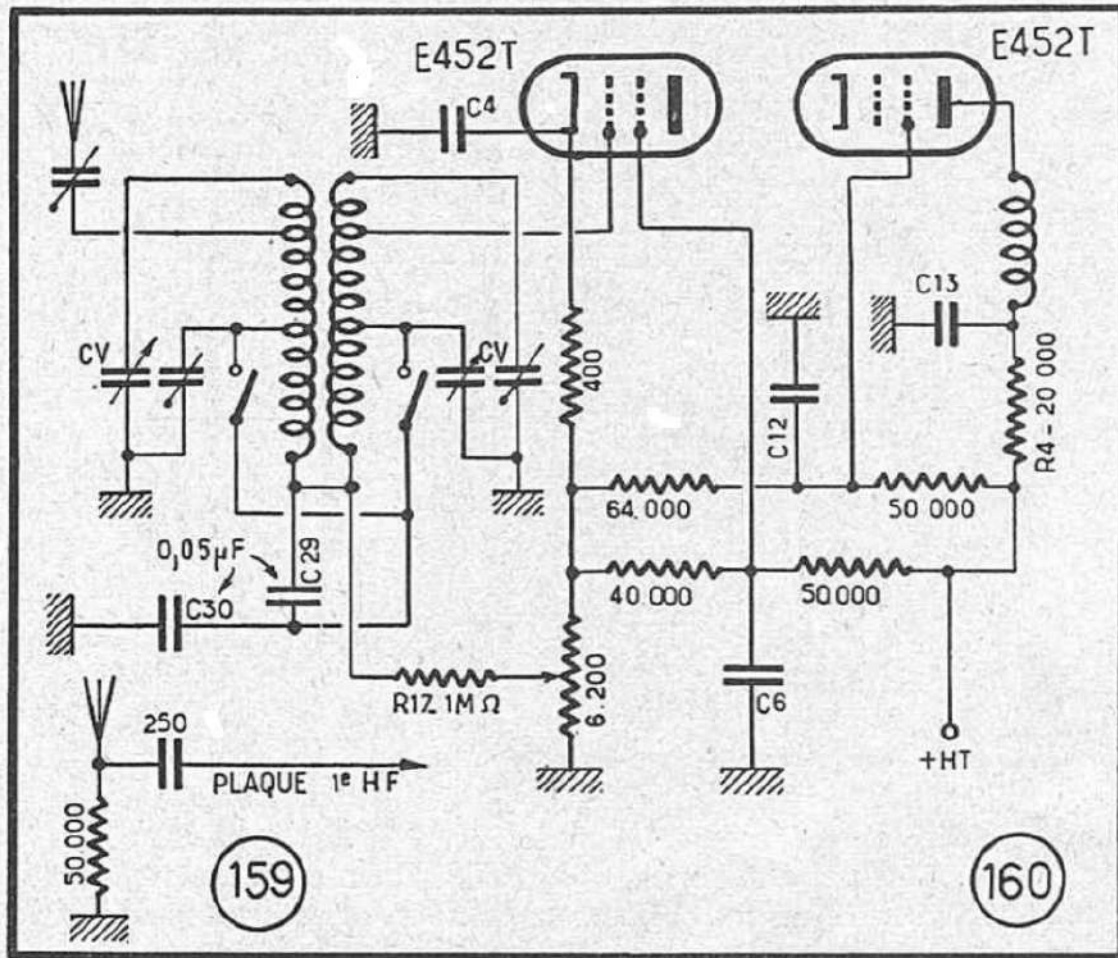 E452T
E452T
C4
CV
CV
400
C13
C12
R4-20 000
64.000
50.000
0,05µF
C29
C30
40.000
50000
R17 1MΩ
6.200
C6
+HT
250
PLAQUE 1e HF
50.000
159
160